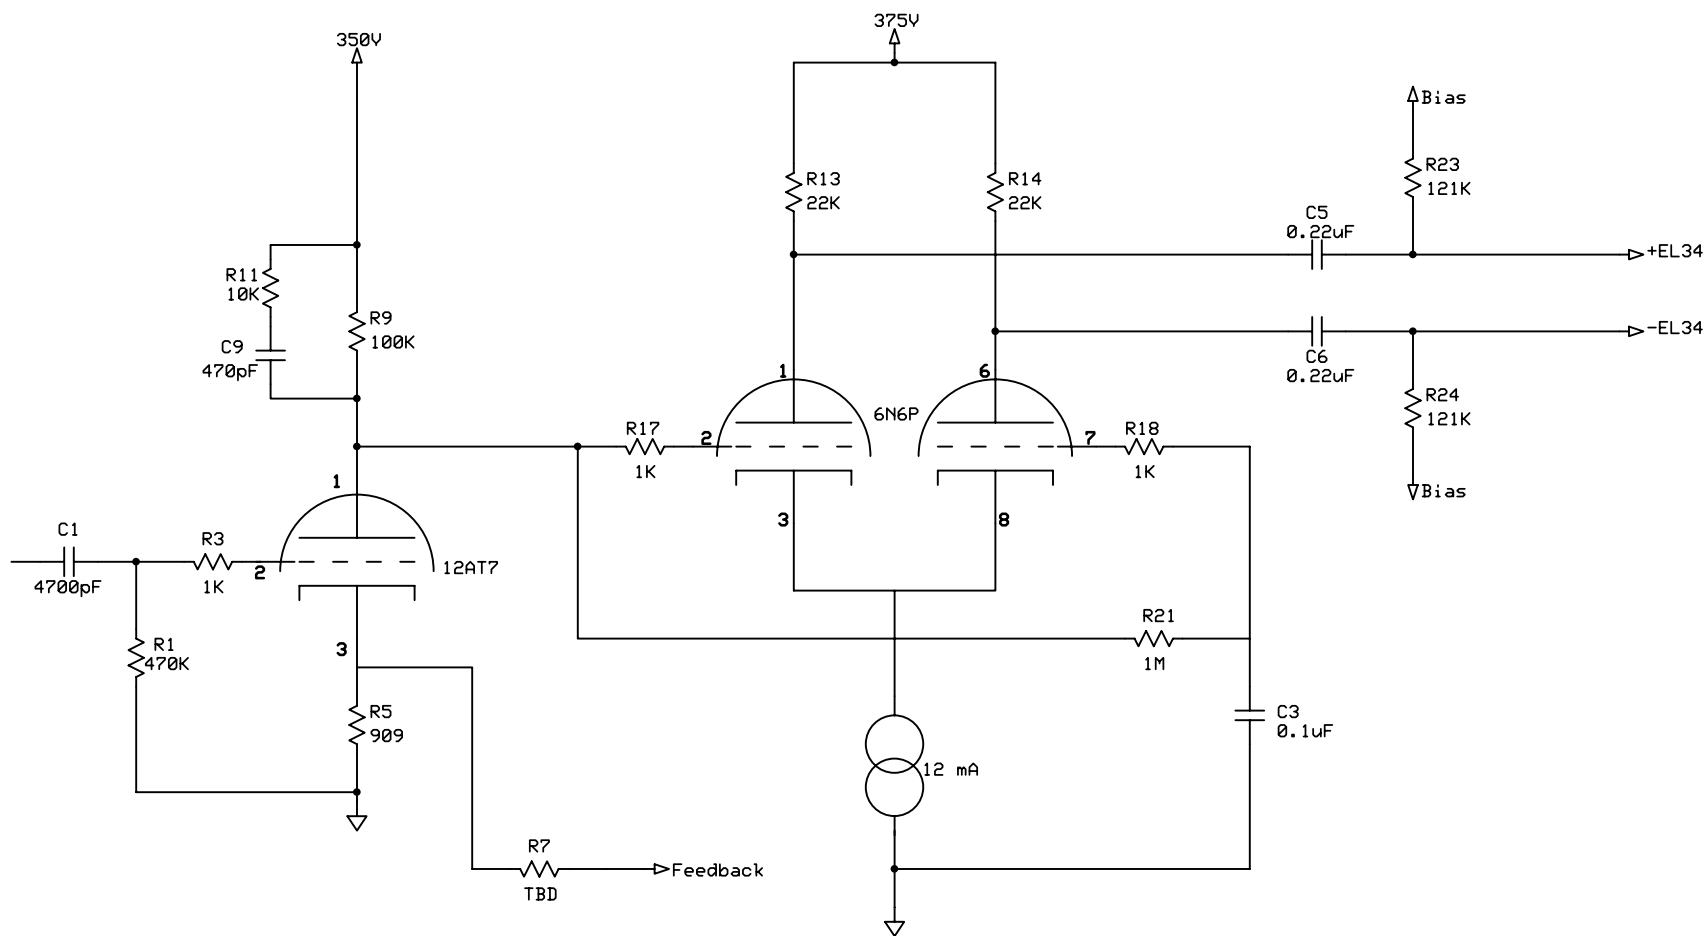 375V
350V
Bias
R23
121K
R13
22K
R14
22K
C5
0.22uF
+EL34
R11
10K
R9
100K
C9
470pF
-EL34
C6
0.22uF
R24
121K
Bias
1
6
6N6P
R17
1K
2
7
R18
1K
1
3
8
C1
4700pF
R3
1K
2
12AT7
R1
470K
3
R21
1M
R5
909
C3
0.1uF
12 mA
R7
TBD
Feedback